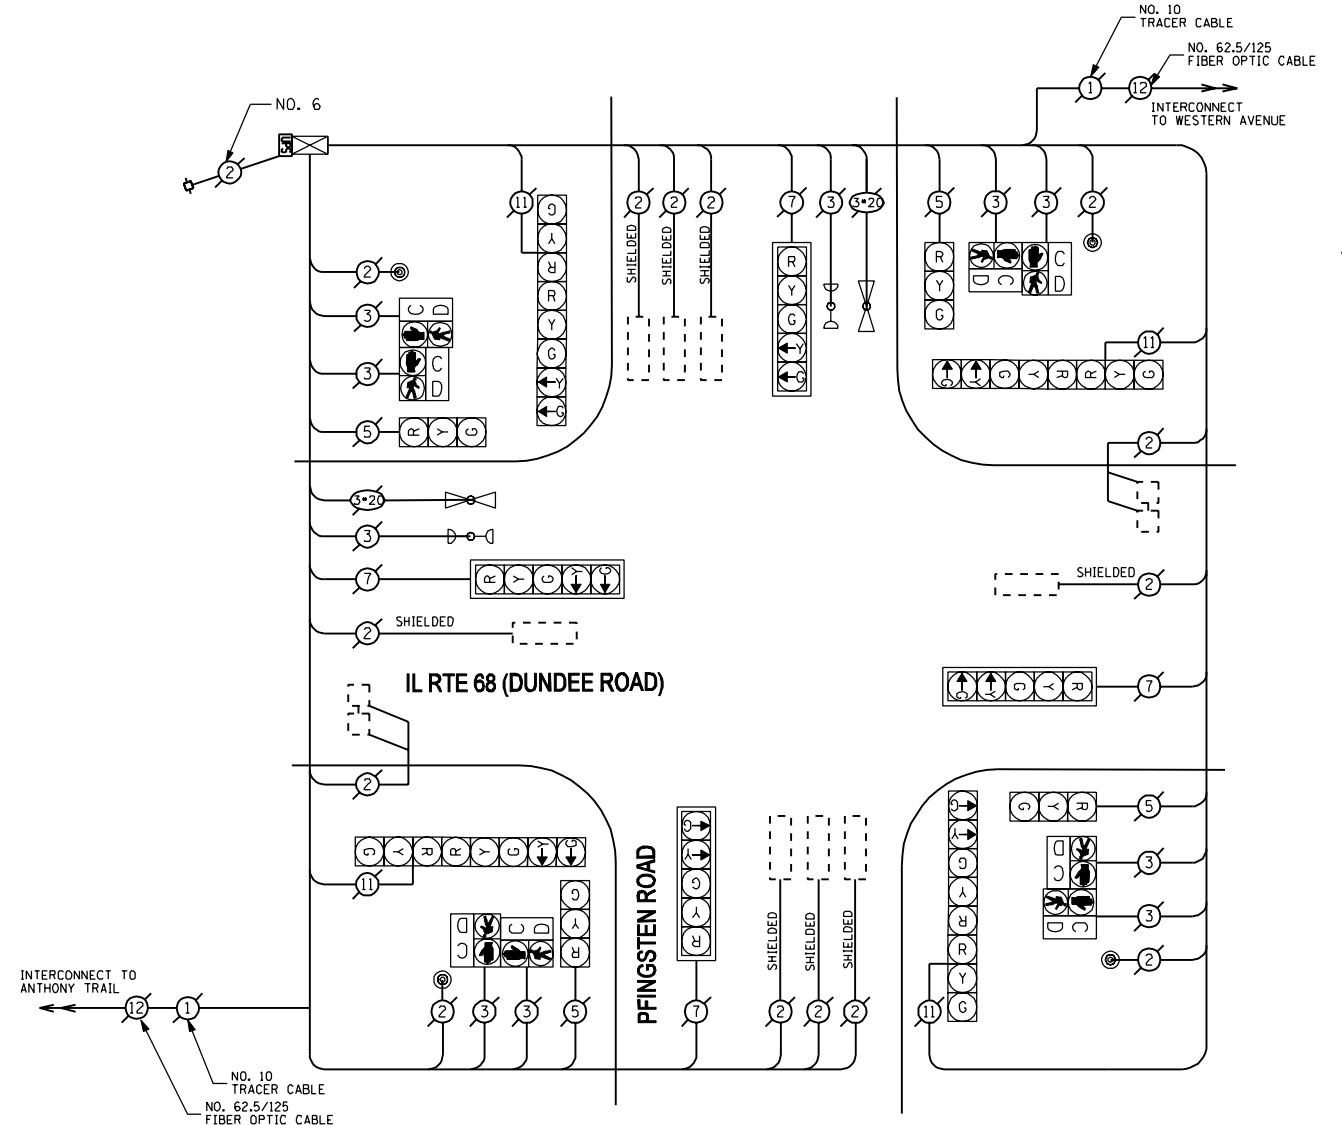 NO. 10
TRACER CABLE
NO. 62.5/125
FIBER OPTIC CABLE
1
12
INTERCONNECT
TO WESTERN AVENUE
NO. 6
UPS
2
11
2
2
2
7
3
3#20
5
3
3
2
SHIELDED
SHIELDED
SHIELDED
G
Y
R
R
Y
G
Y
G
R
Y
G
Y
G
R
Y
G
D C
C
D
2
3
C D
3
C
D
5
R Y G
11
G Y G Y R R Y G
2
3#20
3
7
R Y G Y G
SHIELDED
2
2
SHIELDED
IL RTE 68 (DUNDEE ROAD)
G Y G Y R
7
2
G Y R R Y G Y G
11
G
Y
R
D
C
C D
2
3
3
5
PFINGSTEN ROAD
G
Y
G
Y
R
7
SHIELDED
SHIELDED
SHIELDED
2
2
2
G
Y
G
Y
R
R
Y
G
11
G Y R
5
D
C
3
D C
3
2
INTERCONNECT TO
ANTHONY TRAIL
12
1
NO. 10
TRACER CABLE
NO. 62.5/125
FIBER OPTIC CABLE